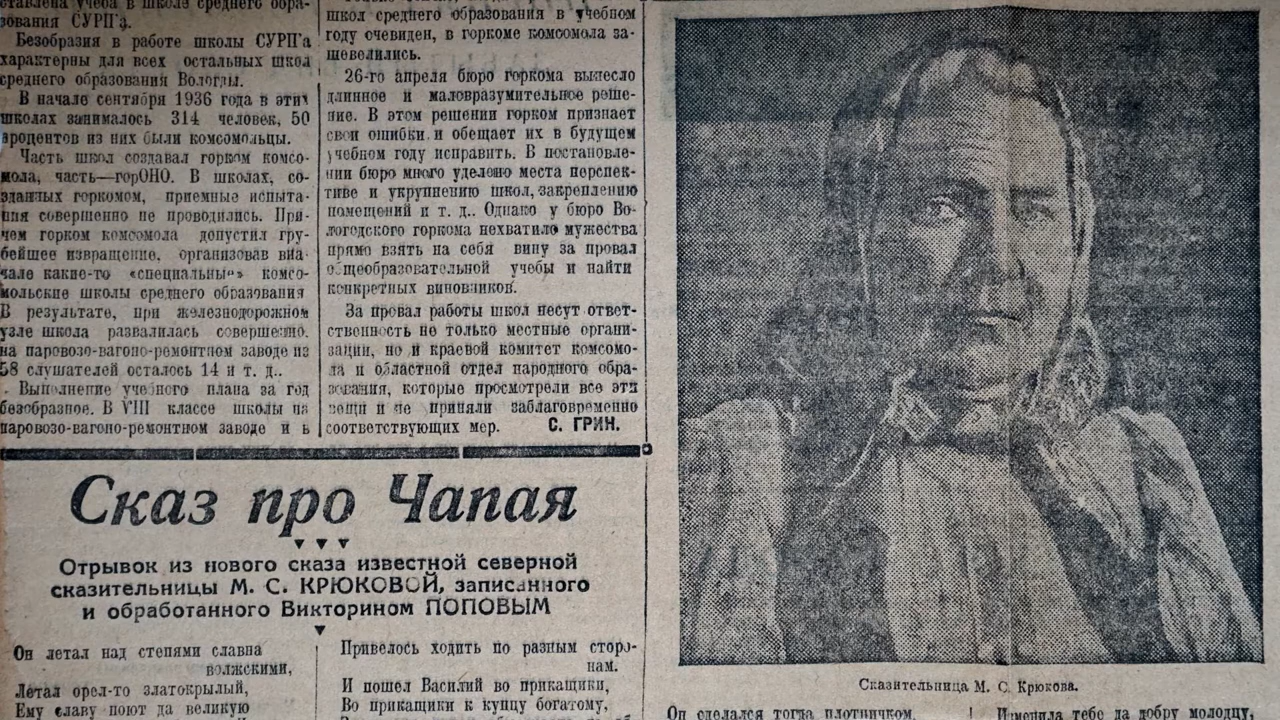 ставлена учеба в школе среднего обра-
зования СУРП'а.
Безобразия в работе школы СУРП'а
характерны для всех остальных школ
среднего образования Вологды.
В начале сентября 1936 года в этих
школах занималось 314 человек, 50
процентов из них были комсомольцы.
Часть школ создавал горком комсо-
мола, часть—горОНО. В школах, со-
зданных горкомом, приемные испыта-
ния совершенно не проводились. При-
чем горком комсомола допустил гру-
бейшее извращение, организовав вна-
чале какие-то «специальные» комсо-
мольские школы среднего образования
В результате, при железнодорожном
узле школа развалилась совершенно.
на паровозо-вагоно-ремонтном заводе из
58 слушателей осталось 14 и т. д..
Выполнение учебного плана за год
безобразное. В VIII классе школы на
паровозо-вагоно-ремонтном заводе и в
школ среднего образования в учебном
году очевиден, в горкоме комсомола за-
шевелились.
26-го апреля бюро горкома вынесло
длинное и маловразумительное реше-
ние. В этом решении горком признает
свои ошибки и обещает их в будущем
учебном году исправить. В постановле-
нии бюро много уделено места перспек-
тиве и укрупнению школ, закреплению
помещений и т. д.. Однако у бюро Во-
логодского горкома нехватило мужества
прямо взять на себя вину за провал
общеобразовательной учебы и найти
конкретных виновников.
За провал работы школ несут ответ-
ственность не только местные органи-
зации, но и краевой комитет комсомо-
ла и областной отдел народного обра-
зования, которые просмотрели все эти
вещи и не приняли заблаговременно
соответствующих мер. С. ГРИН.
Сказ про Чапая
Отрывок из нового сказа известной северной
сказительницы М. С. КРЮКОВОЙ, записанного
и обработанного Викторином ПОПОВЫМ
Он летал над степями славна
волжскими,
Летал орел-то златокрылый,
Ему славу поют да великую
Привелось ходить по разным сторо-
нам.
И пошел Василий во прикащики,
Во прикащики к купцу богатому,
Сказительница М. С. Крюкова.
Он сделался тогда плотничком.
Изменила тебе да добру молодцу,